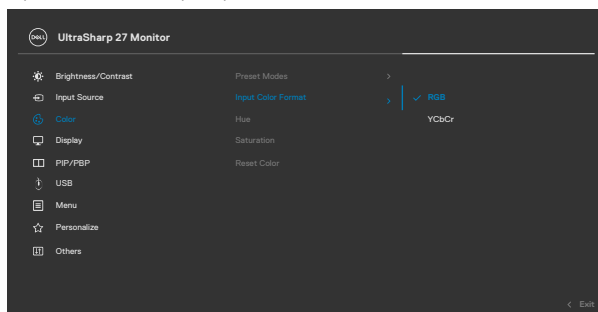 DELL UltraSharp 27 Monitor
Brightness/Contrast
Preset Modes
Input Source
Input Color Format
RGB
Color
Hue
YCbCr
Display
Saturation
PIP/PBP
Reset Color
USB
Menu
Personalize
Others
Exit